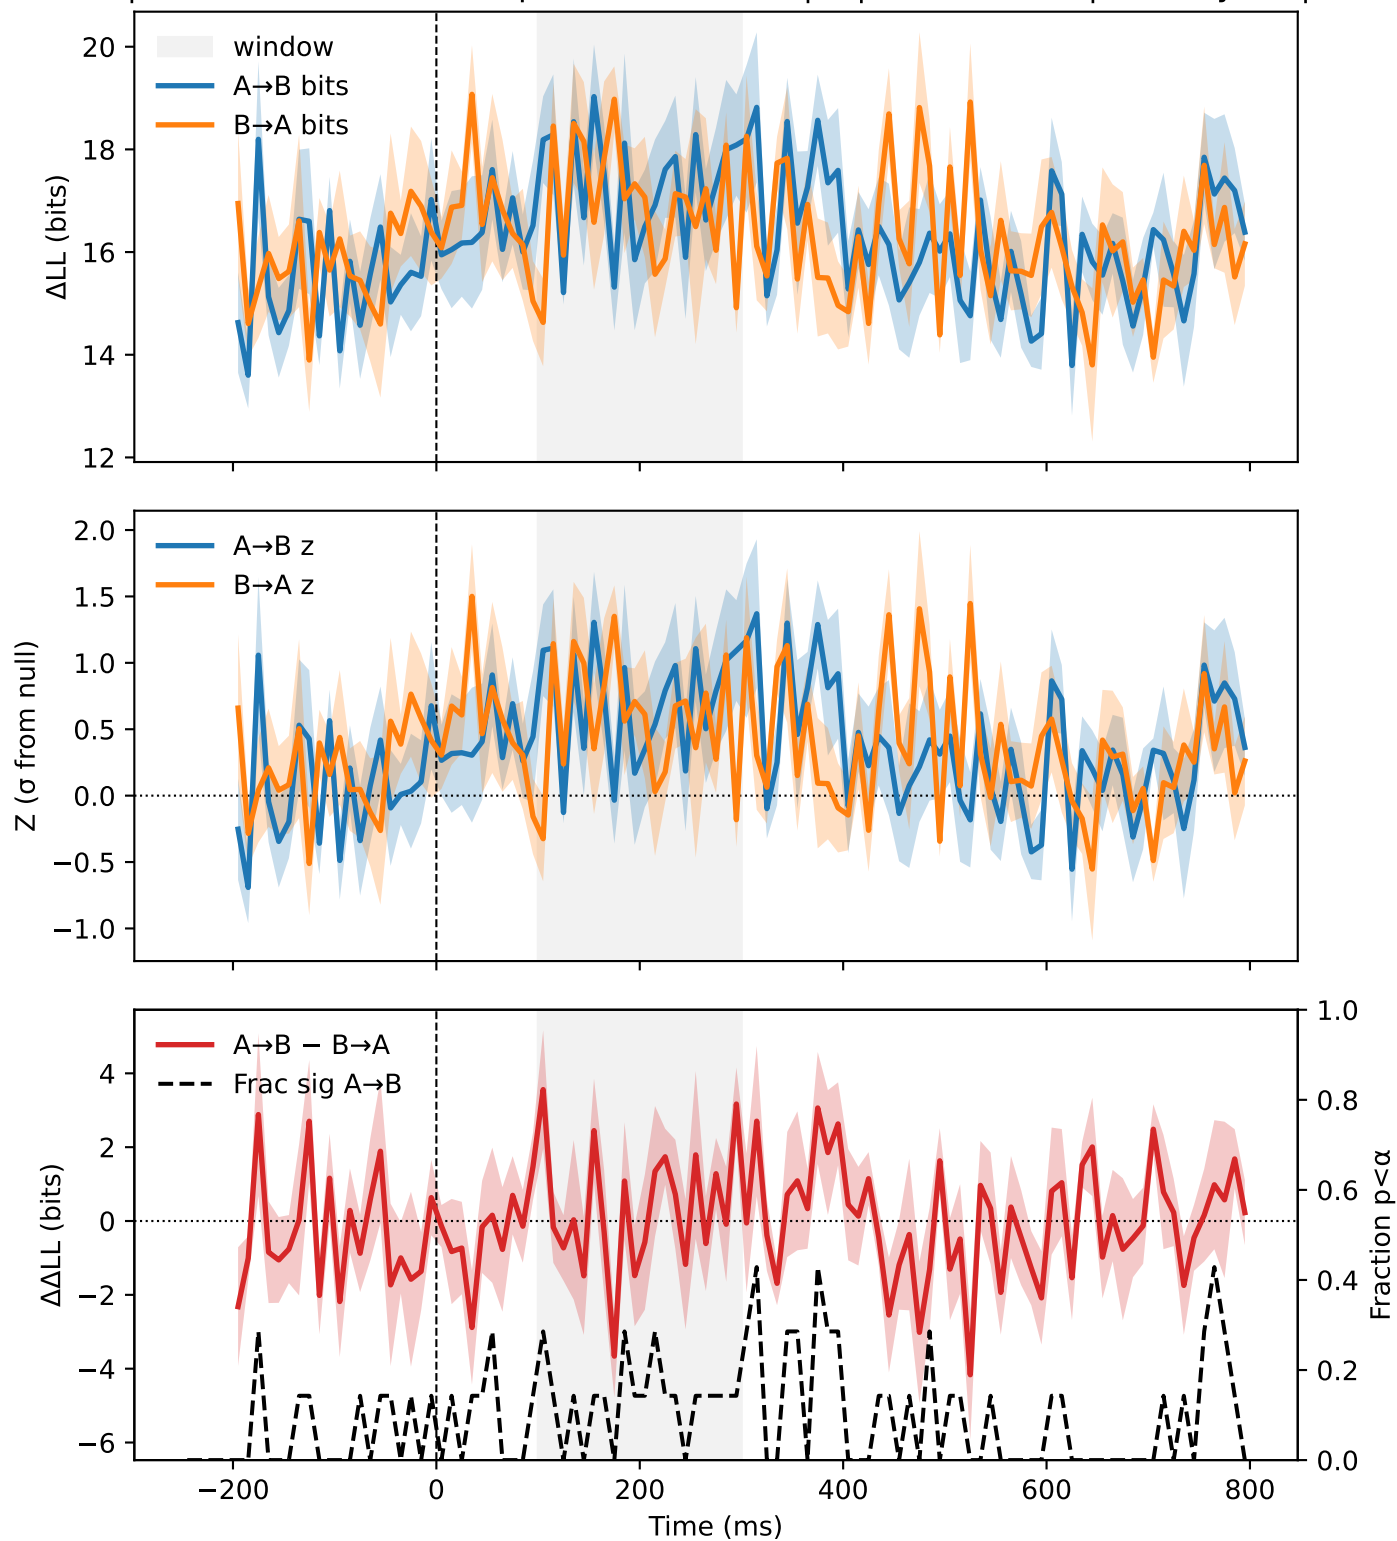 20
18
16
14
12
ΔLL (bits)
window
A→B bits
B→A bits
2.0
1.5
1.0
0.5
0.0
−0.5
−1.0
Z (σ from null)
A→B z
B→A z
4
2
0
−2
−4
−6
ΔΔLL (bits)
A→B − B→A
Frac sig A→B
1.0
0.8
0.6
0.4
0.2
0.0
Fraction p<α
−200
0
200
400
600
800
Time (ms)